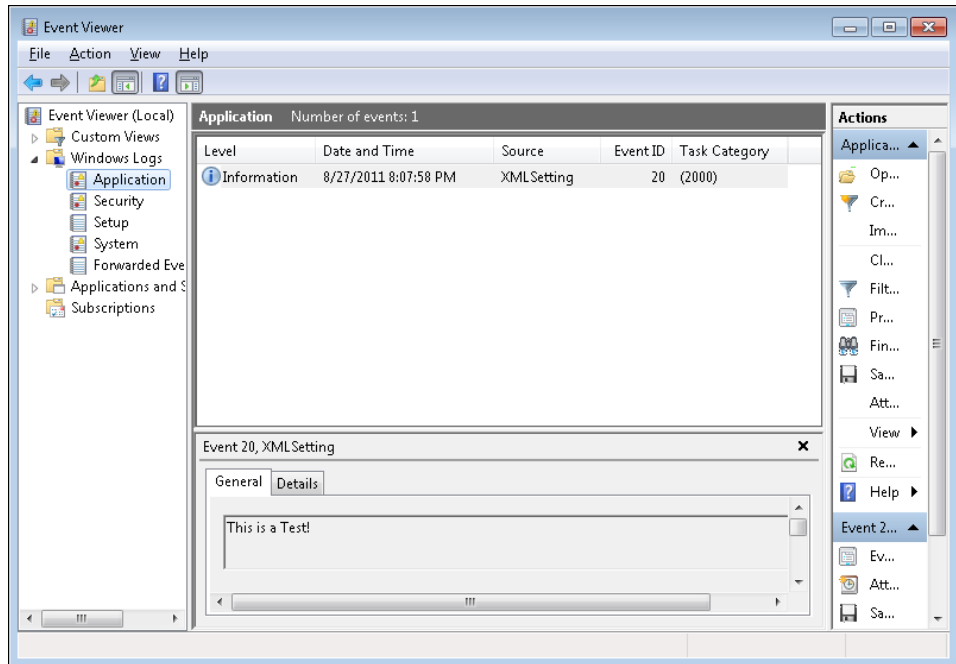 Event Viewer
File Action View Help
Event Viewer (Local)
Custom Views
Windows Logs
Application
Security
Setup
System
Forwarded Eve
Applications and S
Subscriptions
Application Number of events: 1
Level Date and Time Source Event ID Task Category
Information 8/27/2011 8:07:58 PM XMLSetting 20 (2000)
Event 20, XMLSetting
General Details
This is a Test!
Actions
Applica...
Op...
Cr...
Im...
Cl...
Filt...
Pr...
Fin...
Sa...
Att...
View
Re...
Help
Event 2...
Ev...
Att...
Sa...